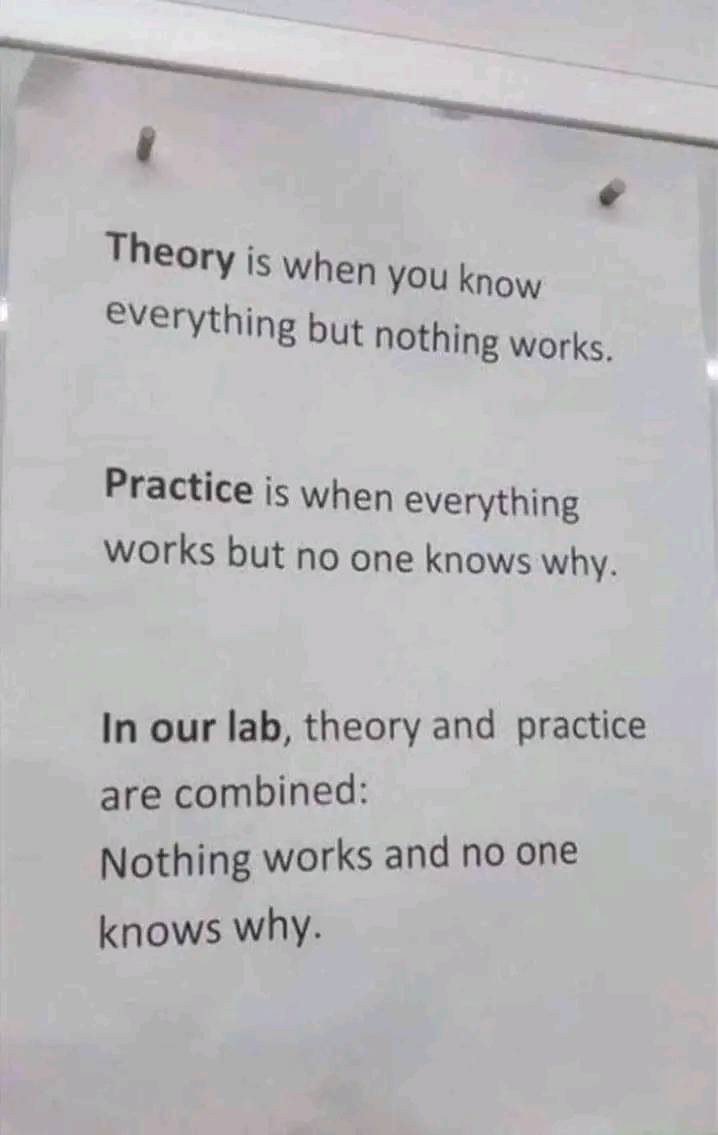 Theory is when you know
everything but nothing works.
Practice is when everything
works but no one knows why.
In our lab, theory and practice
are combined:
Nothing works and no one
knows why.